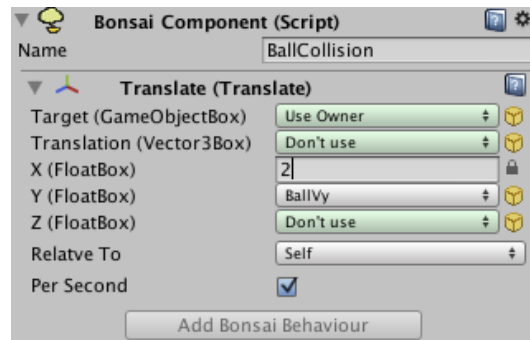 Bonsai Component (Script)
Name BallCollision
Translate (Translate)
Target (GameObjectBox) Use Owner
Translation (Vector3Box) Don't use
X (FloatBox) 2
Y (FloatBox) BallVy
Z (FloatBox) Don't use
Relatve To Self
Per Second
Add Bonsai Behaviour